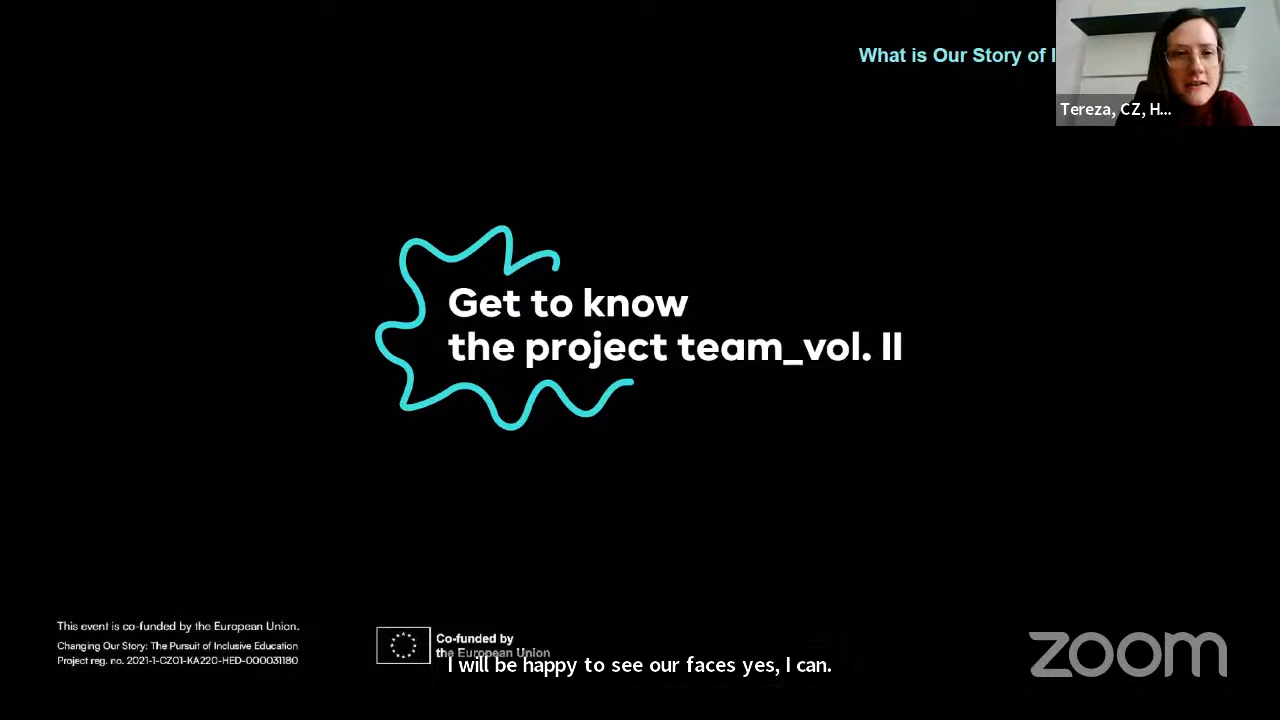 What is Our Story of
Tereza, CZ, H...
Get to know
the project team_vol. II
This event is co-funded by the European Union.
Changing Our Story: The Pursuit of Inclusive Education
Project reg. no. 2021-1-CZ01-KA220-HED-000031180
Co-funded by
the European Union
I will be happy to see our faces yes, I can.
zoom